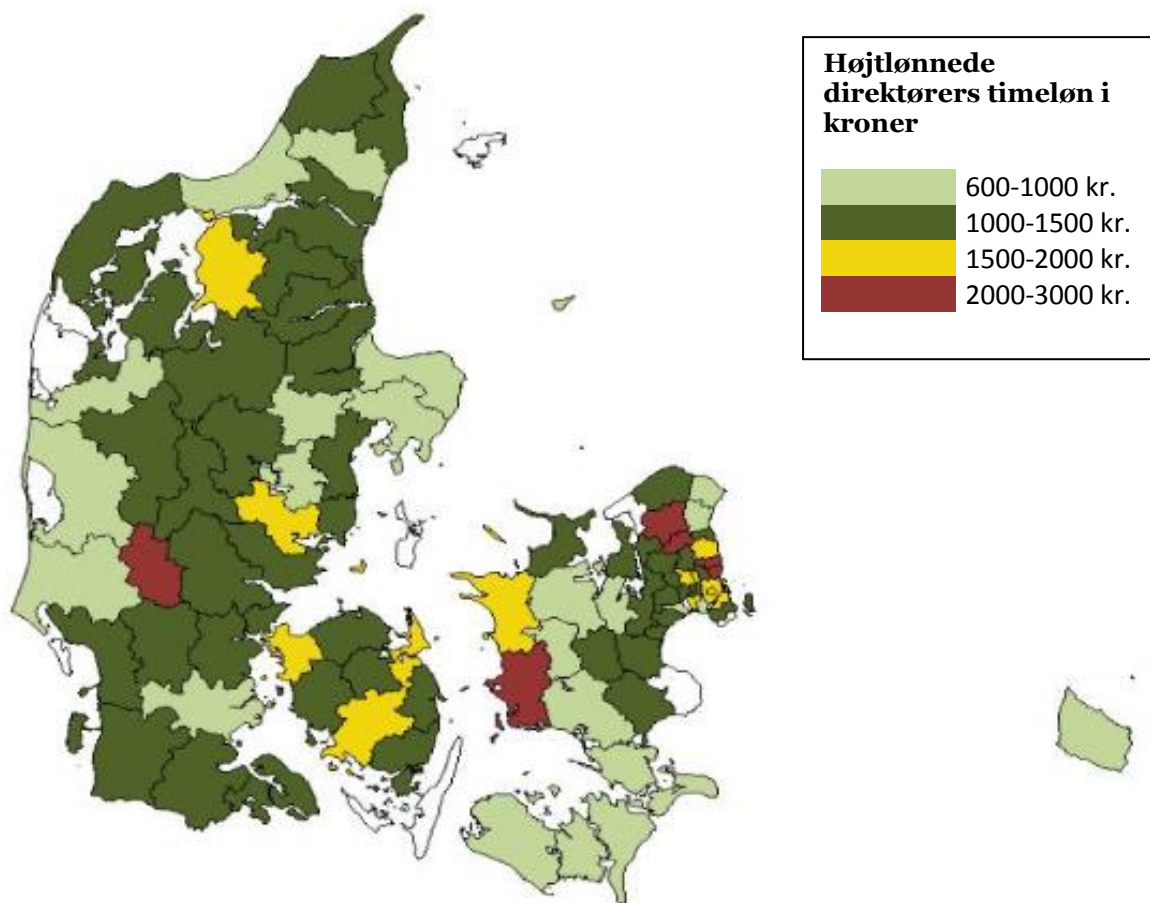 Højtlønnede
direktørers timeløn i
kroner
600-1000 kr.
1000-1500 kr.
1500-2000 kr.
2000-3000 kr.